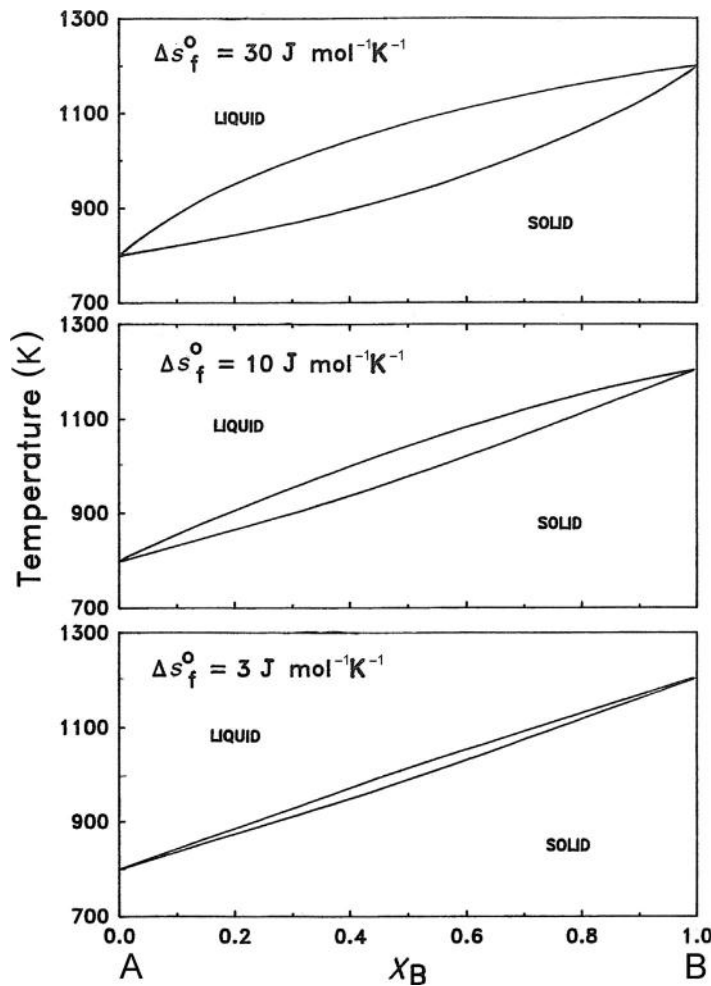 1300
Δs°f = 30 J mol⁻¹K⁻¹
LIQUID
1100
900
SOLID
700
1300
Δs°f = 10 J mol⁻¹K⁻¹
LIQUID
1100
900
SOLID
700
1300
Δs°f = 3 J mol⁻¹K⁻¹
LIQUID
1100
900
SOLID
700
0.0 0.2 0.4 0.6 0.8 1.0
A XB B
Temperature (K)